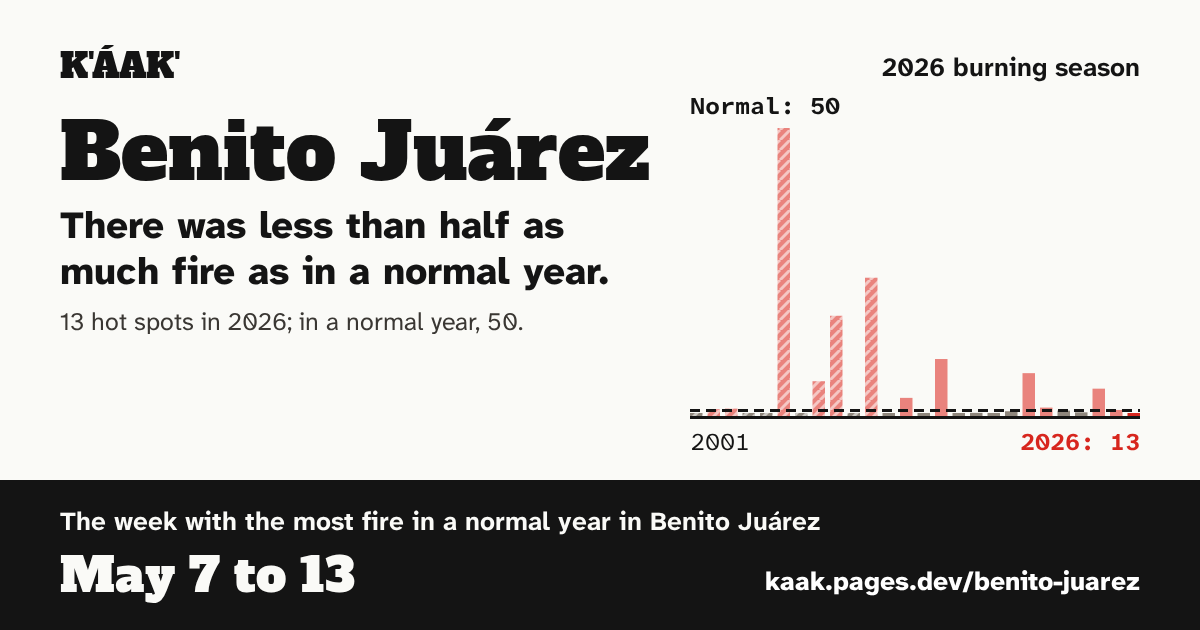 K'ÁAK'
2026 burning season
Benito Juárez
There was less than half as
much fire as in a normal year.
13 hot spots in 2026; in a normal year, 50.
Normal: 50
2001
2026: 13
The week with the most fire in a normal year in Benito Juárez
May 7 to 13
kaak.pages.dev/benito-juarez